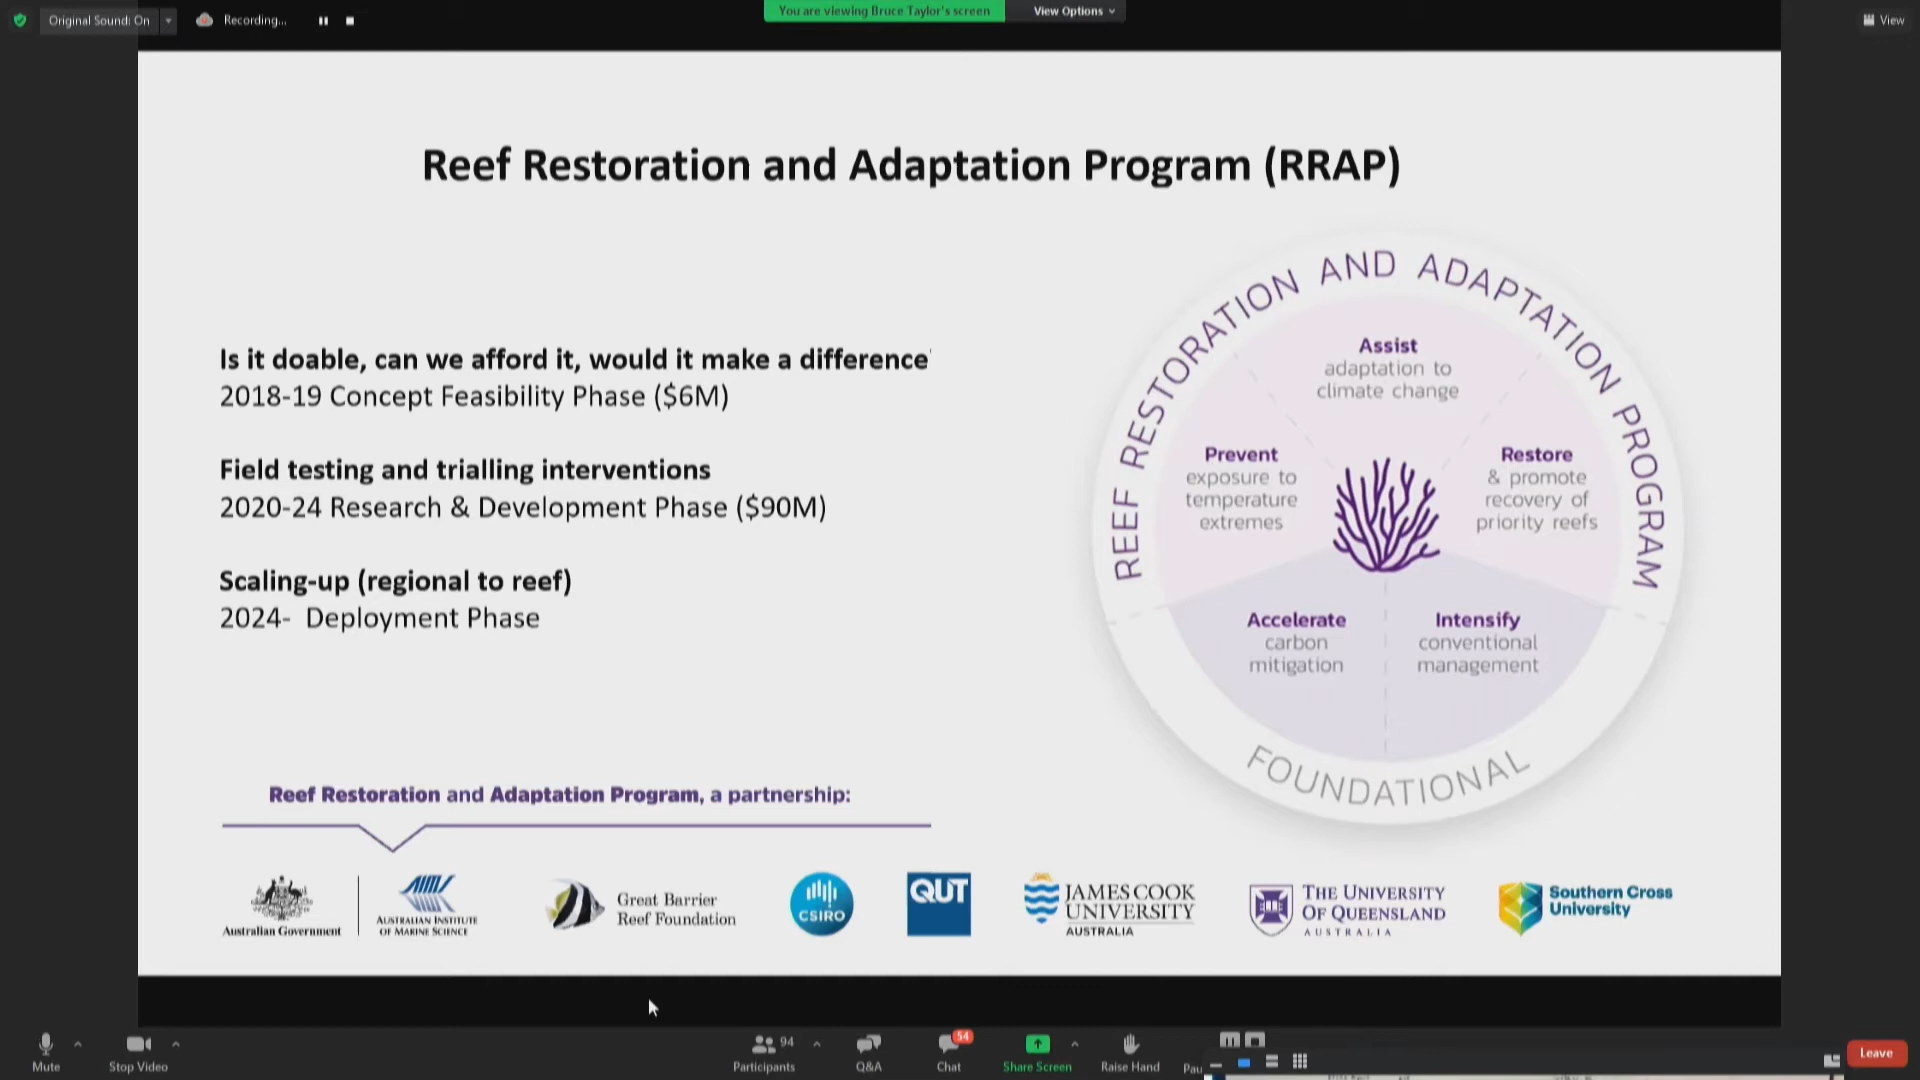 Original Sound: On
Recording...
You are viewing Bruce Taylor's screen
View Options
View
Reef Restoration and Adaptation Program (RRAP)
Is it doable, can we afford it, would it make a difference
2018-19 Concept Feasibility Phase ($6M)
Field testing and trialling interventions
2020-24 Research & Development Phase ($90M)
Scaling-up (regional to reef)
2024- Deployment Phase
REEF RESTORATION AND ADAPTATION PROGRAM
Assist
adaptation to
climate change
Prevent
exposure to
temperature
extremes
Restore
& promote
recovery of
priority reefs
Accelerate
carbon
mitigation
Intensify
conventional
management
FOUNDATIONAL
Reef Restoration and Adaptation Program, a partnership:
Australian Government
AIMS
AUSTRALIAN INSTITUTE
OF MARINE SCIENCE
Great Barrier
Reef Foundation
CSIRO
QUT
JAMES COOK
UNIVERSITY
AUSTRALIA
THE UNIVERSITY
OF QUEENSLAND
AUSTRALIA
Southern Cross
University
Mute
Stop Video
94
Participants
Q&A
54
Chat
Share Screen
Raise Hand
Pau
Leave